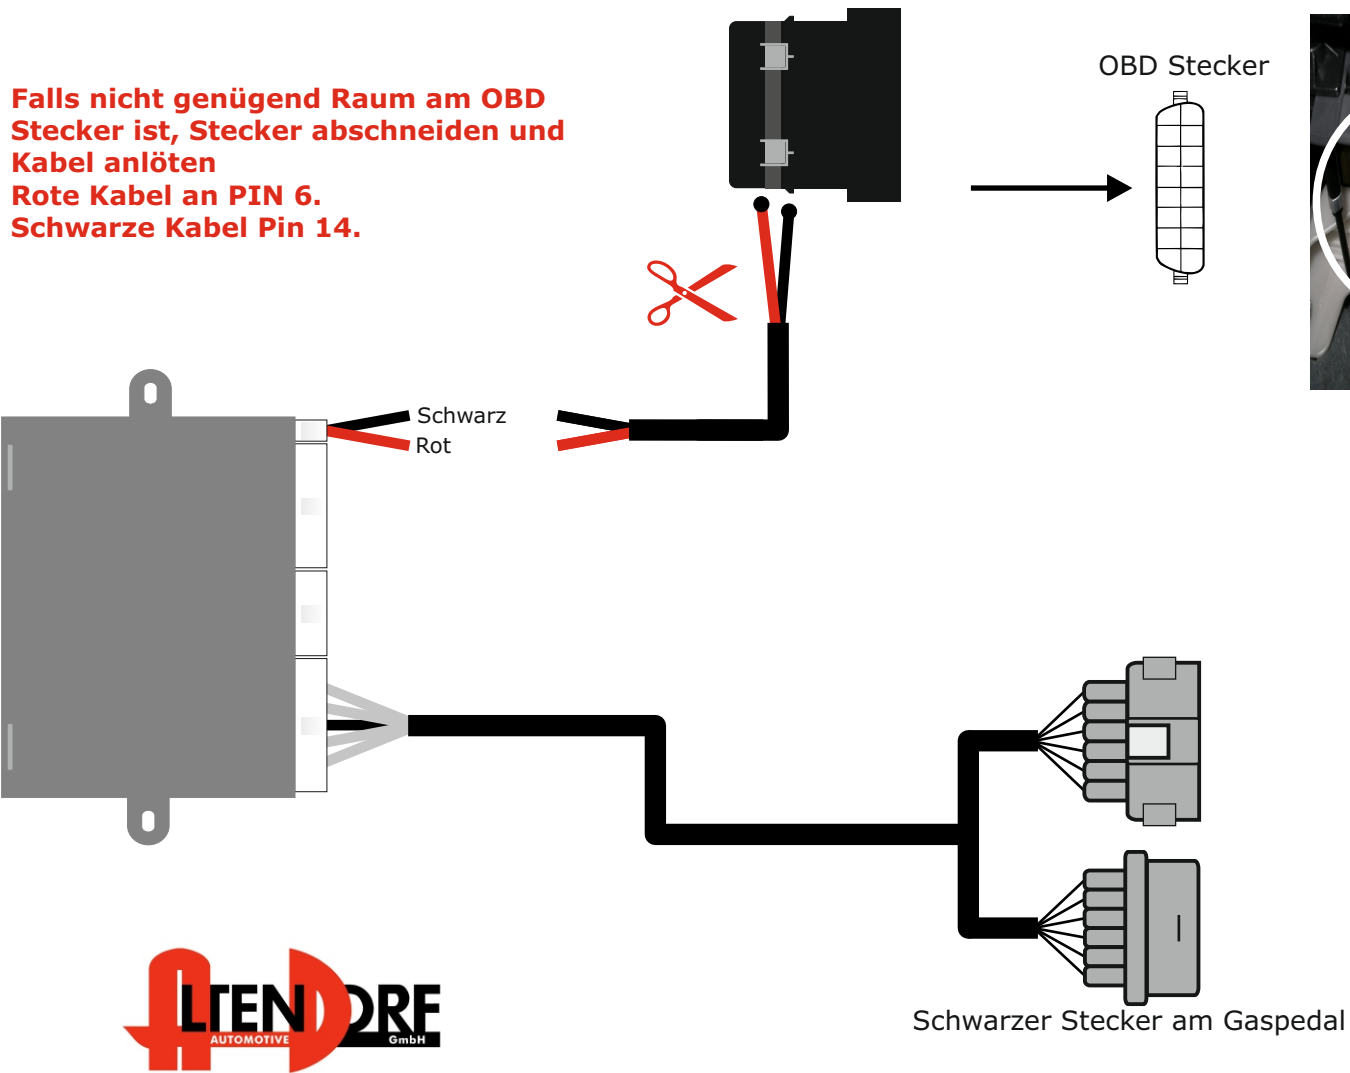 Falls nicht genügend Raum am OBD
Stecker ist, Stecker abschneiden und
Kabel anlöten
Rote Kabel an PIN 6.
Schwarze Kabel Pin 14.
OBD Stecker
Schwarz
Rot
Schwarzer Stecker am Gaspedal
ALTENDORF
AUTOMOTIVE GmbH